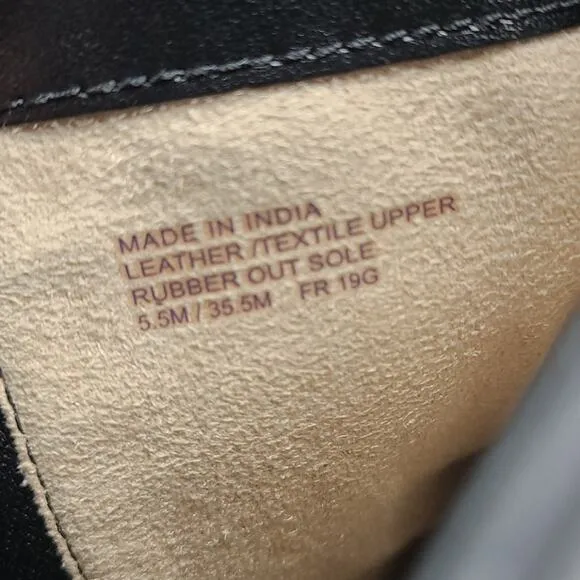 MADE IN INDIA
LEATHER /TEXTILE UPPER
RUBBER OUT SOLE
5.5M / 35.5M FR 19G